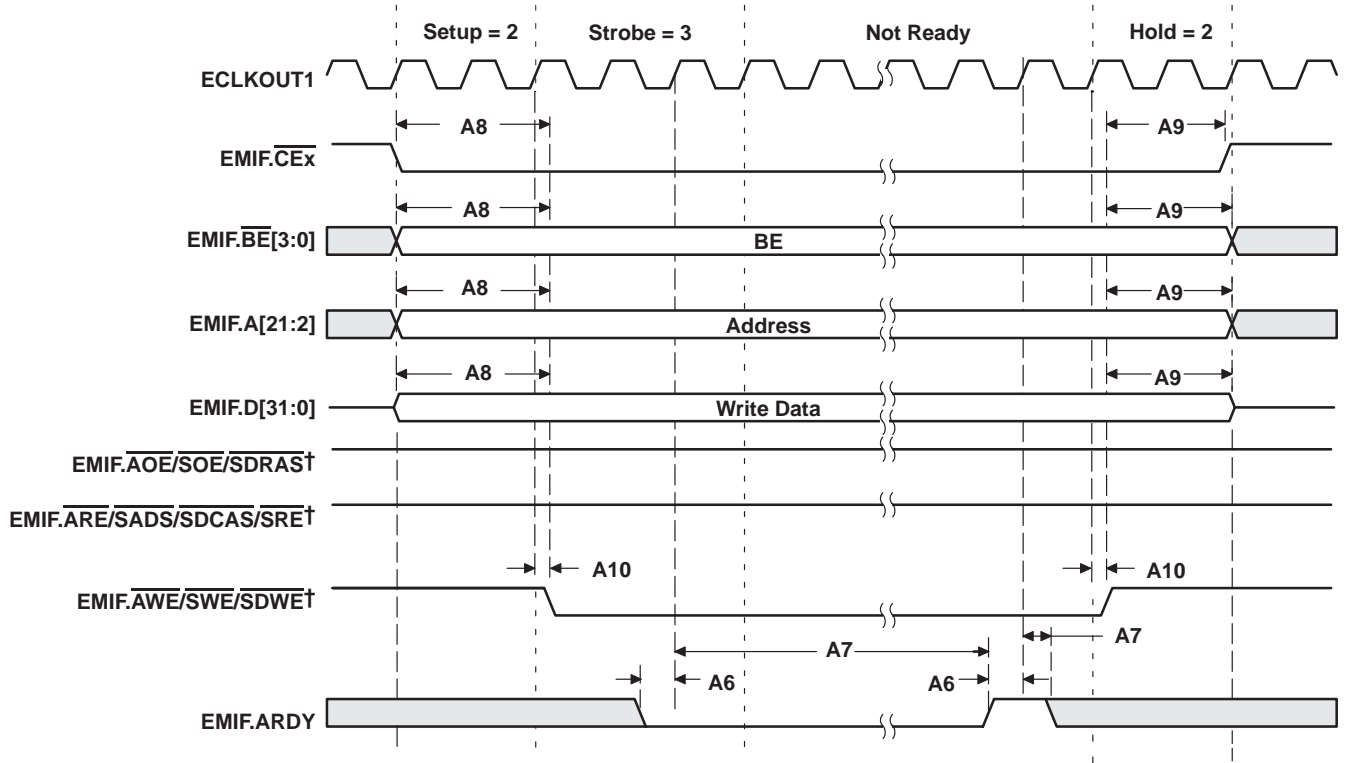 Setup = 2 Strobe = 3 Not Ready Hold = 2
ECLKOUT1
A8 A9
EMIF.CEx
A8 A9
EMIF.BE[3:0] BE
A8 A9
EMIF.A[21:2] Address
A8 A9
EMIF.D[31:0] Write Data
EMIF.AOE/SOE/SDRAS†
EMIF.ARE/SADS/SDCAS/SRE†
A10 A10
EMIF.AWE/SWE/SDWE†
A7
A7
A6 A6
EMIF.ARDY